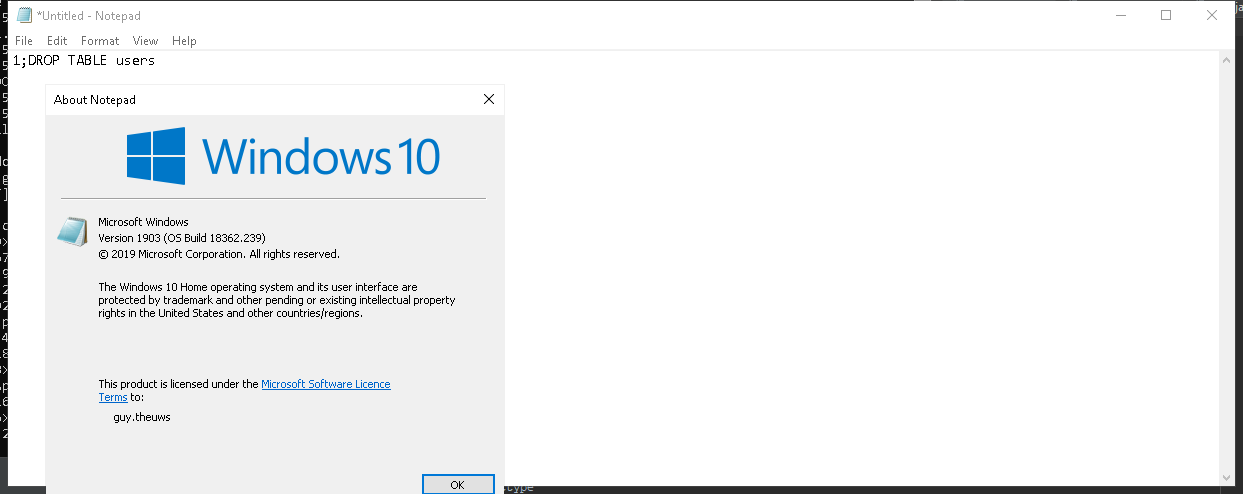 *Untitled - Notepad
File Edit Format View Help
1;DROP TABLE users
About Notepad
Windows 10
Microsoft Windows
Version 1903 (OS Build 18362.239)
© 2019 Microsoft Corporation. All rights reserved.
The Windows 10 Home operating system and its user interface are
protected by trademark and other pending or existing intellectual property
rights in the United States and other countries/regions.
This product is licensed under the Microsoft Software Licence
Terms to:
guy.theuws
OK